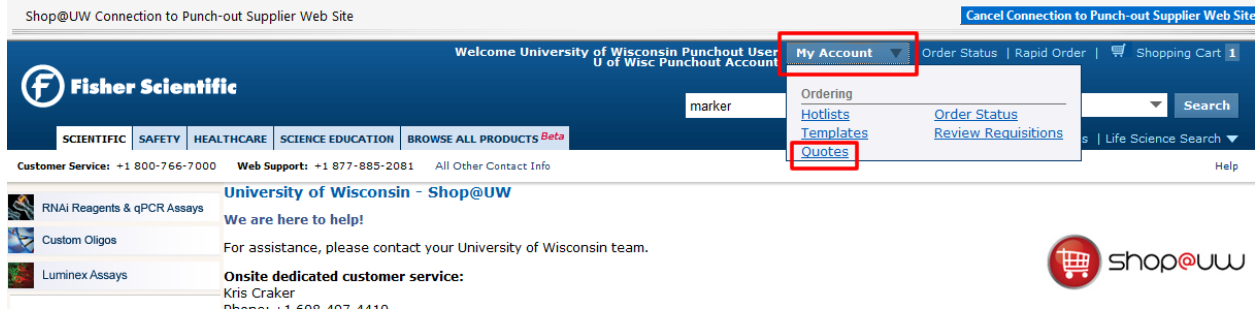 Shop@UW Connection to Punch-out Supplier Web Site
Cancel Connection to Punch-out Supplier Web Site
Welcome University of Wisconsin Punchout User
U of Wisc Punchout Account
My Account
Order Status | Rapid Order |
Shopping Cart 1
Fisher Scientific
Ordering
Hotlists
Order Status
Templates
Review Requisitions
Quotes
marker
Search
SCIENTIFIC
SAFETY
HEALTHCARE
SCIENCE EDUCATION
BROWSE ALL PRODUCTS Beta
s | Life Science Search
Customer Service: +1 800-766-7000
Web Support: +1 877-885-2081
All Other Contact Info
Help
RNAi Reagents & qPCR Assays
Custom Oligos
Luminex Assays
University of Wisconsin - Shop@UW
We are here to help!
For assistance, please contact your University of Wisconsin team.
Onsite dedicated customer service:
Kris Craker
shop@UW